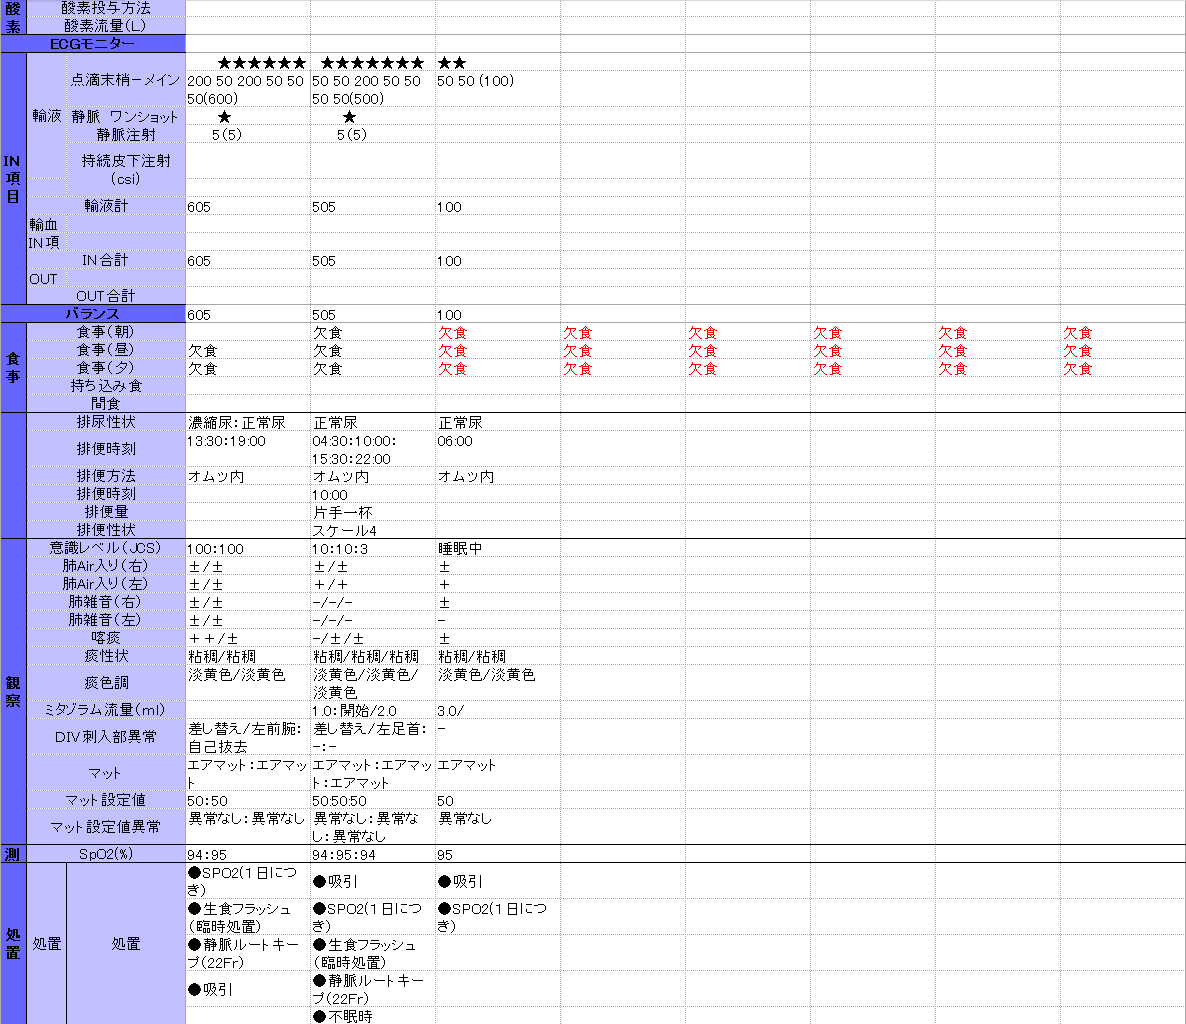 酸素 酸素投与方法
酸素流量(L)
ECGモニター
★★★★★★ ★★★★★★★ ★★
点滴末梢－メイン 200 50 200 50 50 50 50 200 50 50 50 50 (100)
50(600) 50 50(500)
輸液 静脈 ワンショット ★ ★
静脈注射 5(5) 5(5)
IN項目 持続皮下注射
(csi)
輸液計 605 505 100
輸血
IN項
IN合計 605 505 100
OUT
OUT合計
バランス 605 505 100
食事(朝) 欠食 欠食 欠食 欠食 欠食 欠食 欠食
食事 食事(昼) 欠食 欠食 欠食 欠食 欠食 欠食 欠食 欠食
食事(夕) 欠食 欠食 欠食 欠食 欠食 欠食 欠食 欠食
持ち込み食
間食
排尿性状 濃縮尿:正常尿 正常尿 正常尿
排便時刻 13:30:19:00 04:30:10:00: 06:00
15:30:22:00
排便方法 オムツ内 オムツ内 オムツ内
排便時刻 10:00
排便量 片手一杯
排便性状 スケール4
意識レベル(JCS) 100:100 10:10:3 睡眠中
肺Air入り(右) ±/± ±/± ±
肺Air入り(左) ±/± +/+ +
肺雑音(右) ±/± -/-/- ±
肺雑音(左) ±/± -/-/- -
喀痰 ++/± -/±/± ±
痰性状 粘稠/粘稠 粘稠/粘稠/粘稠 粘稠/粘稠
観察 痰色調 淡黄色/淡黄色 淡黄色/淡黄色/ 淡黄色/淡黄色
淡黄色
ミダゾラム流量(ml) 1.0:開始/2.0 3.0/
DIV刺入部異常 差し替え/左前腕: 差し替え/左足首: -
自己抜去 -:-
マット エアマット:エアマッ エアマット:エアマッ エアマット
ト ト:エアマット
マット設定値 50:50 50:50:50 50
マット設定値異常 異常なし:異常なし 異常なし:異常な 異常なし
し:異常なし
測 SpO2(%) 94:95 94:95:94 95
処置 処置 処置
●SPO2(1日につ ●吸引 ●吸引
き)
●生食フラッシュ ●SPO2(1日につ ●SPO2(1日につ
(臨時処置) き) き)
●静脈ルートキー ●生食フラッシュ
プ(22Fr) (臨時処置)
●吸引 ●静脈ルートキー
プ(22Fr)
●不眠時